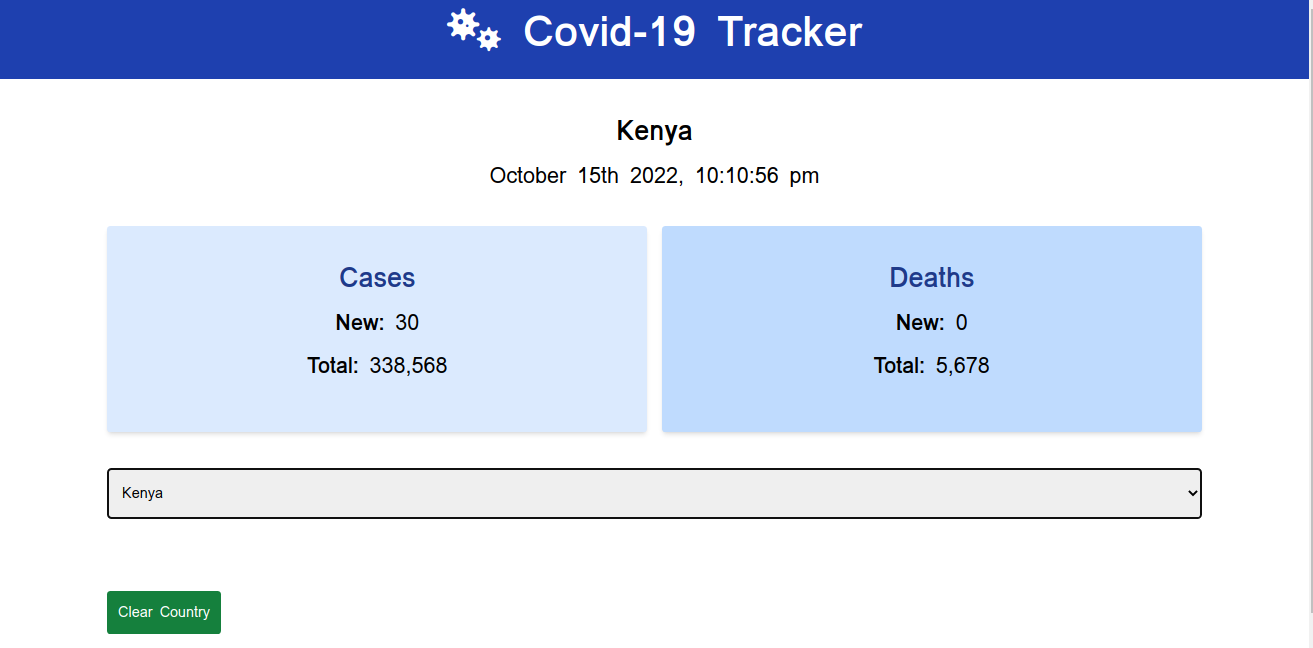 Covid-19 Tracker
Kenya
October 15th 2022, 10:10:56 pm
Cases
New: 30
Total: 338,568
Deaths
New: 0
Total: 5,678
Kenya
Clear Country